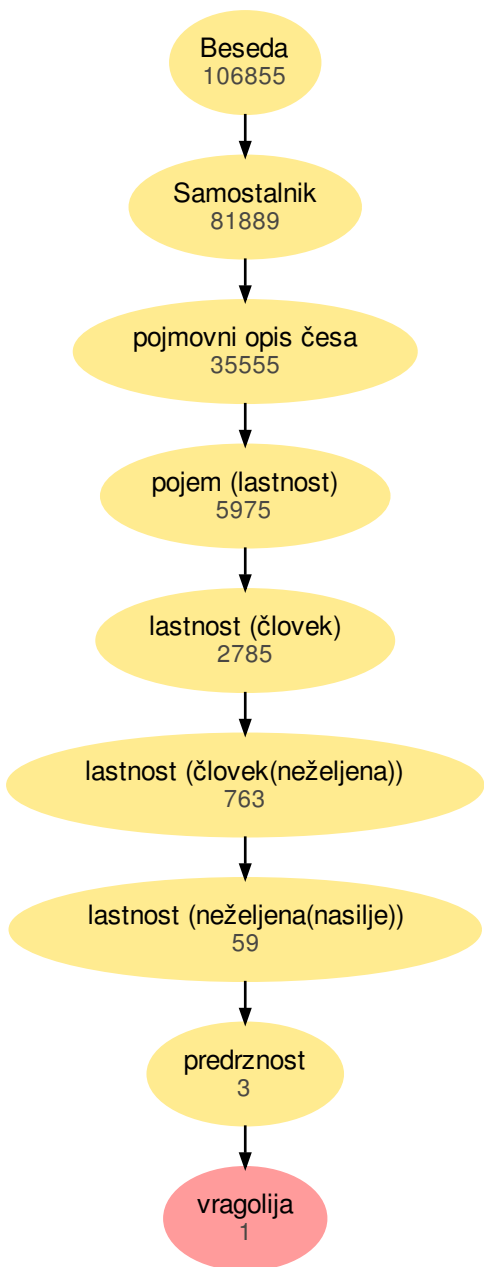 Beseda
106855
Samostalnik
81889
pojmovni opis česa
35555
pojem (lastnost)
5975
lastnost (človek)
2785
lastnost (človek(neželjena))
763
lastnost (neželjena(nasilje))
59
predrznost
3
vragolija
1